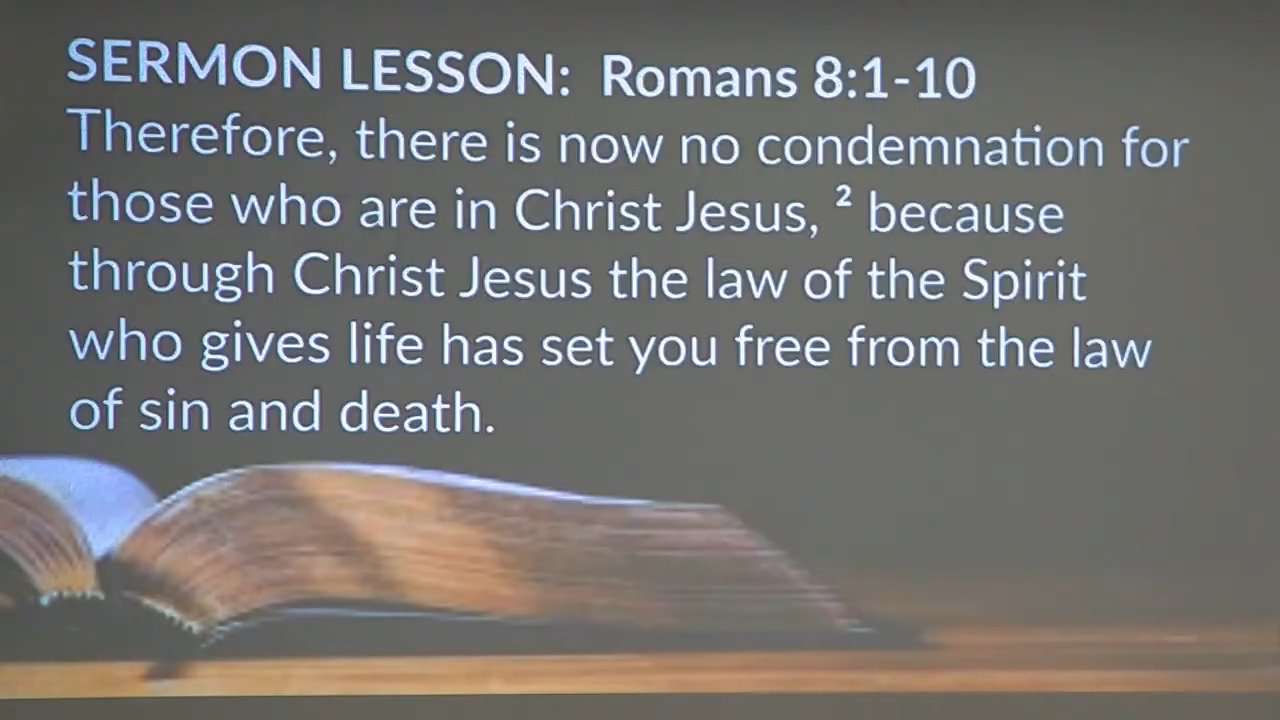 SERMON LESSON: Romans 8:1-10
Therefore, there is now no condemnation for
those who are in Christ Jesus, ² because
through Christ Jesus the law of the Spirit
who gives life has set you free from the law
of sin and death.